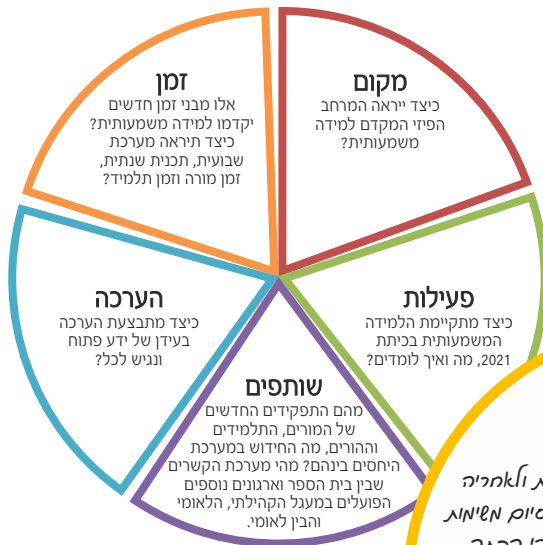 מקום
כיצד ייראה המרחב
הפיזי המקדם למידה
משמעותית?
זמן
אלו מבני זמן חדשים
יקדמו למידה משמעותית?
כיצד תיראה מערכת
שבועית, תכנית שנתית,
זמן מורה וזמן תלמיד?
פעילות
כיצד מתקיימת הלמידה
המשמעותית בכיתת
2021, מה ואיך לומדים?
הערכה
כיצד מתבצעת הערכה
בעידן של ידע פתוח
ונגיש לכל?
שותפים
מהם התפקידים החדשים
של המורים, התלמידים
וההורים, מה החידוש במערכת
היחסים בינהם? מהי מערכת הקשרים
שבין בית הספר וארגונים נוספים
הפועלים במעגל הקהילתי, הלאומי
והבין לאומי.
ולאחריה
סיום משימות